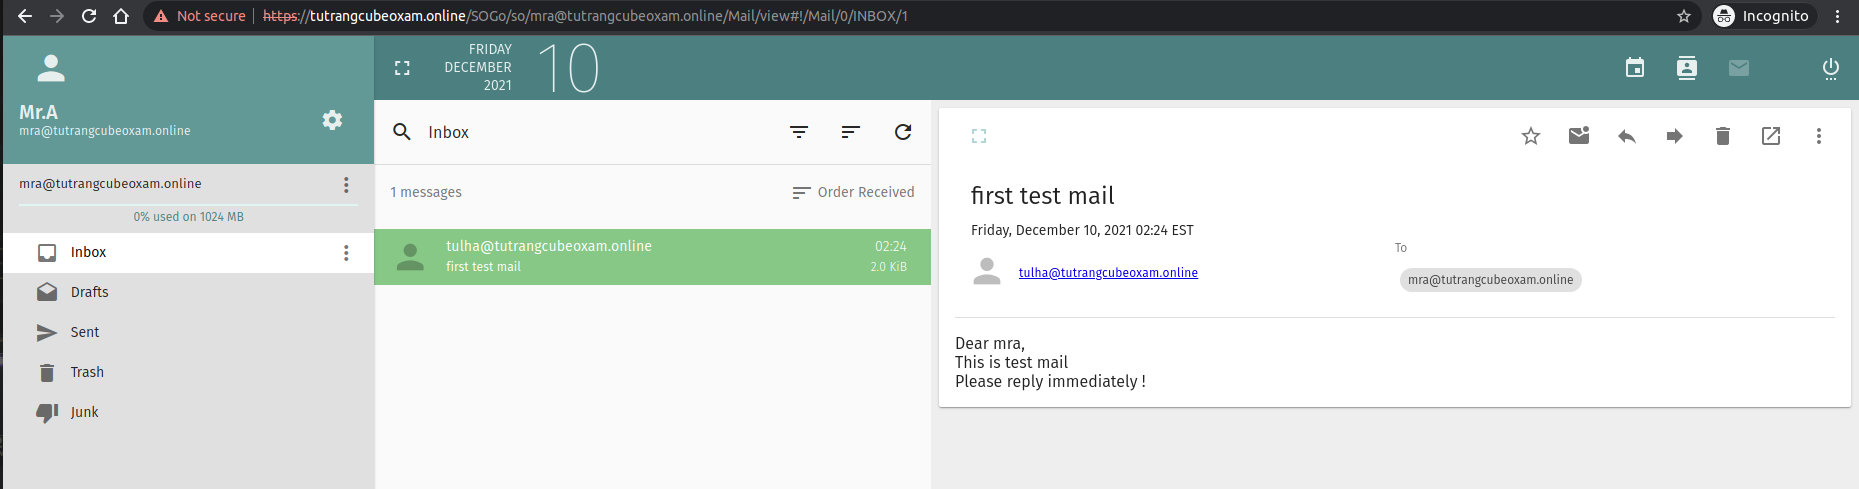 Not secure
https://tutrangcubeoxam.online/SOGo/so/mra@tutrangcubeoxam.online/Mail/view#!/Mail/0/INBOX/1
Incognito
Mr.A
mra@tutrangcubeoxam.online
FRIDAY
DECEMBER
2021
10
mra@tutrangcubeoxam.online
0% used on 1024 MB
Inbox
Drafts
Sent
Trash
Junk
Inbox
1 messages
Order Received
tulha@tutrangcubeoxam.online 02:24
first test mail 2.0 KiB
first test mail
Friday, December 10, 2021 02:24 EST
tulha@tutrangcubeoxam.online
To
mra@tutrangcubeoxam.online
Dear mra,
This is test mail
Please reply immediately !